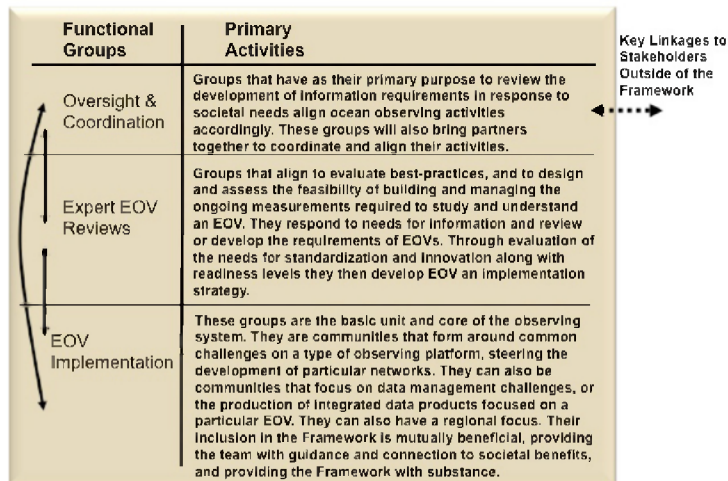 Functional
Groups
Primary
Activities
Key Linkages to
Stakeholders
Outside of the
Framework
Oversight &
Coordination
Groups that have as their primary purpose to review the
development of information requirements in response to
societal needs align ocean observing activities
accordingly. These groups will also bring partners
together to coordinate and align their activities.
Expert EOV
Reviews
Groups that align to evaluate best-practices, and to design
and assess the feasibility of building and managing the
ongoing measurements required to study and understand
an EOV. They respond to needs for information and review
or develop the requirements of EOVs. Through evaluation of
the needs for standardization and innovation along with
readiness levels they then develop EOV an implementation
strategy.
EOV
Implementation
These groups are the basic unit and core of the observing
system. They are communities that form around common
challenges on a type of observing platform, steering the
development of particular networks. They can also be
communities that focus on data management challenges, or
the production of integrated data products focused on a
particular EOV. They can also have a regional focus. Their
inclusion in the Framework is mutually beneficial, providing
the team with guidance and connection to societal benefits,
and providing the Framework with substance.